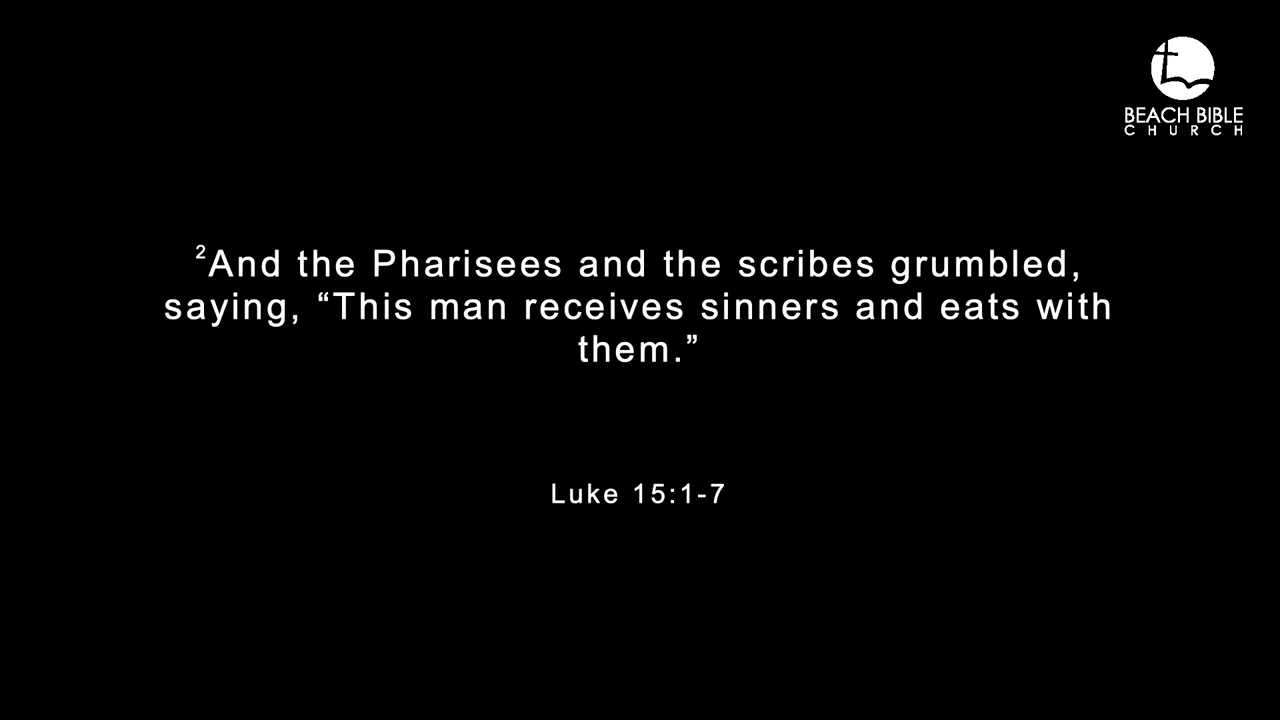 BEACH BIBLE
CHURCH
²And the Pharisees and the scribes grumbled,
saying, “This man receives sinners and eats with
them.”
Luke 15:1-7